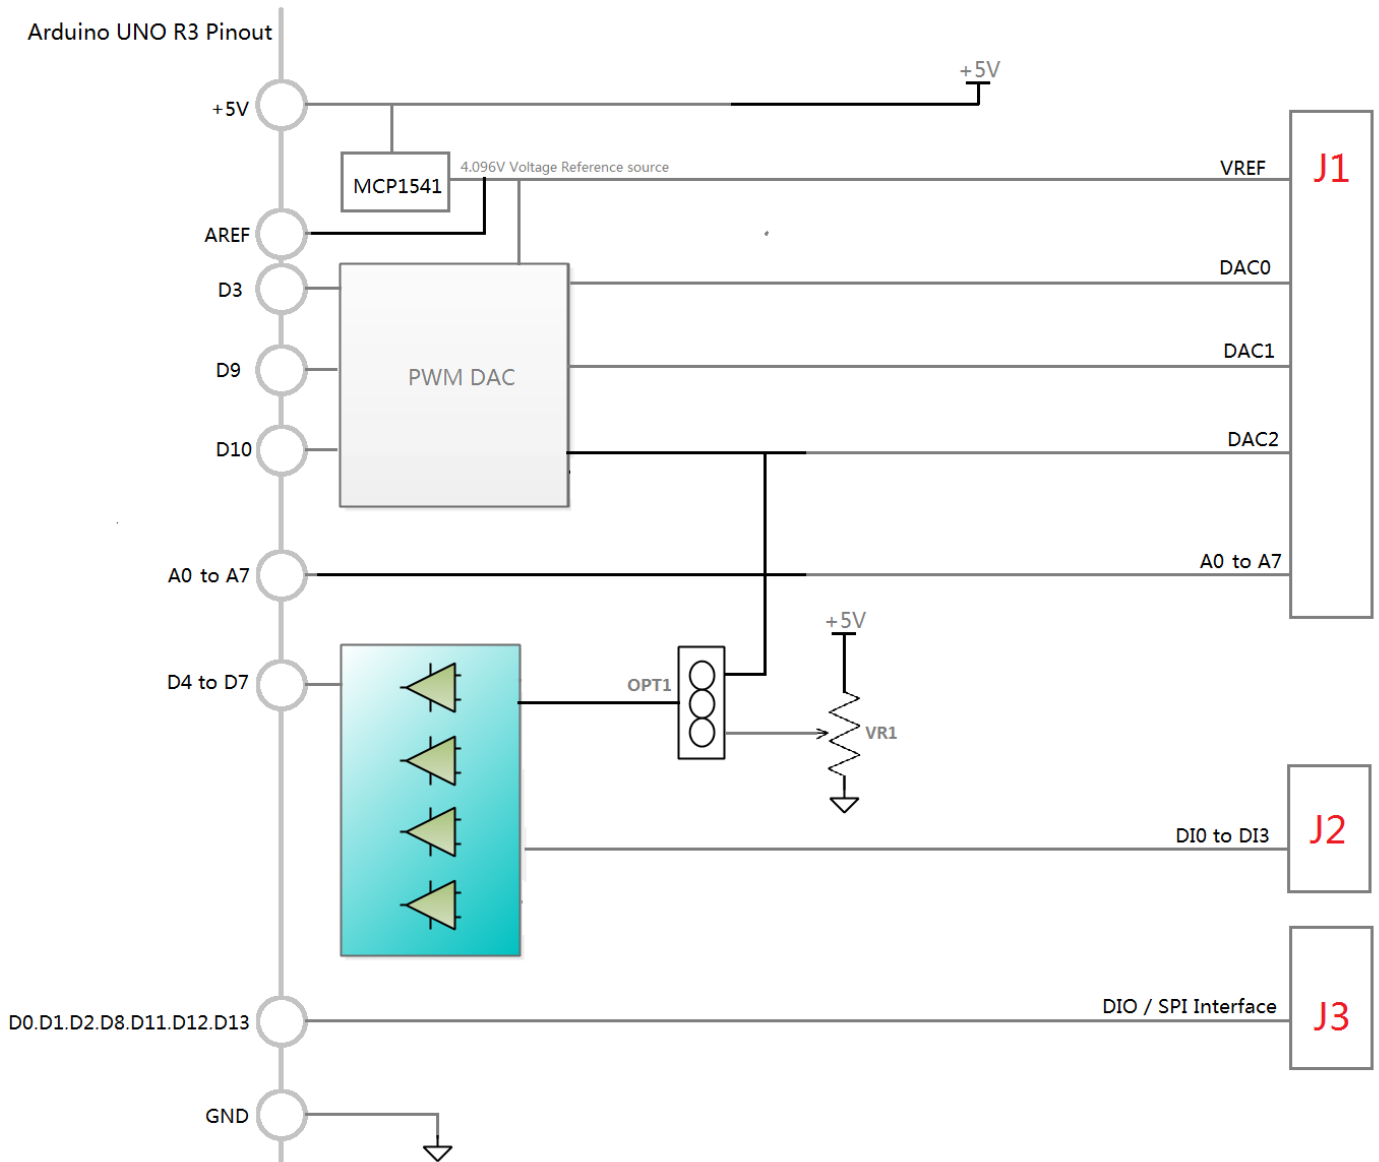 Arduino UNO R3 Pinout
+5V
+5V
4.096V Voltage Reference source
VREF
J1
MCP1541
AREF
DAC0
D3
DAC1
D9
PWM DAC
DAC2
D10
A0 to A7
A0 to A7
+5V
D4 to D7
OPT1
VR1
DI0 to DI3
J2
DIO / SPI Interface
J3
D0.D1.D2.D8.D11.D12.D13
GND